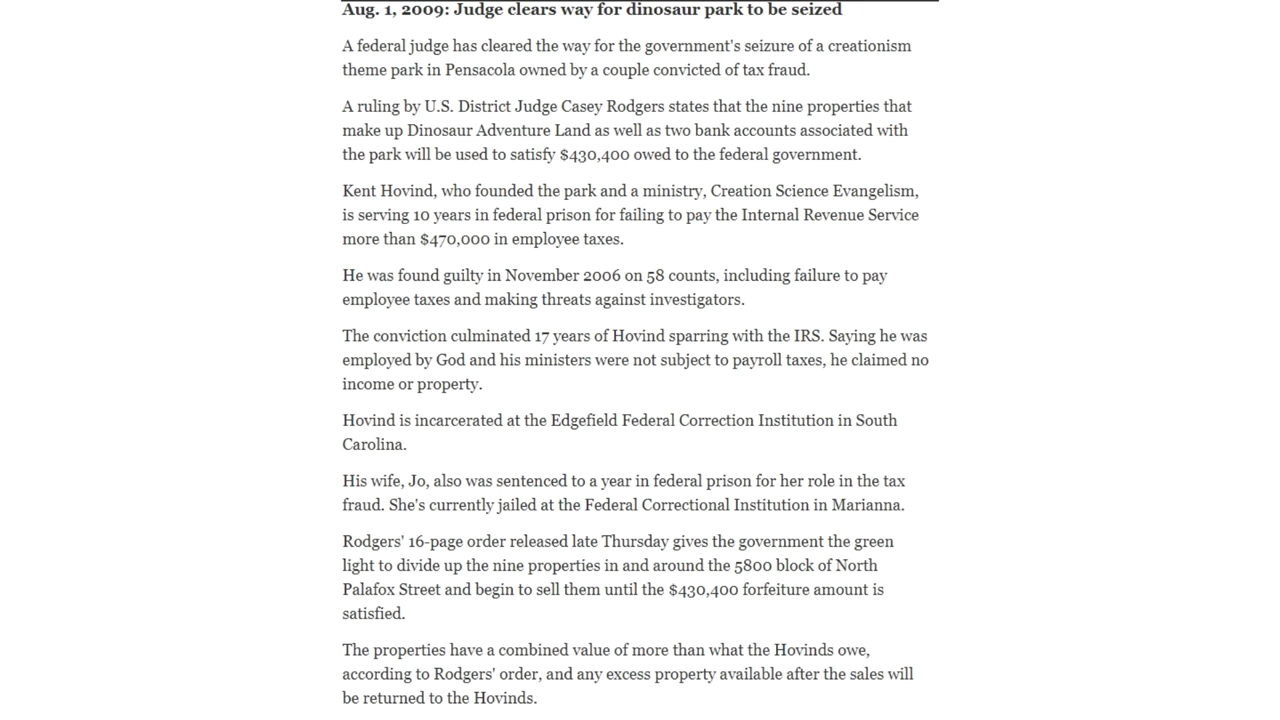 Aug. 1, 2009: Judge clears way for dinosaur park to be seized
A federal judge has cleared the way for the government's seizure of a creationism
theme park in Pensacola owned by a couple convicted of tax fraud.
A ruling by U.S. District Judge Casey Rodgers states that the nine properties that
make up Dinosaur Adventure Land as well as two bank accounts associated with
the park will be used to satisfy $430,400 owed to the federal government.
Kent Hovind, who founded the park and a ministry, Creation Science Evangelism,
is serving 10 years in federal prison for failing to pay the Internal Revenue Service
more than $470,000 in employee taxes.
He was found guilty in November 2006 on 58 counts, including failure to pay
employee taxes and making threats against investigators.
The conviction culminated 17 years of Hovind sparring with the IRS. Saying he was
employed by God and his ministers were not subject to payroll taxes, he claimed no
income or property.
Hovind is incarcerated at the Edgefield Federal Correction Institution in South
Carolina.
His wife, Jo, also was sentenced to a year in federal prison for her role in the tax
fraud. She's currently jailed at the Federal Correctional Institution in Marianna.
Rodgers' 16-page order released late Thursday gives the government the green
light to divide up the nine properties in and around the 5800 block of North
Palafox Street and begin to sell them until the $430,400 forfeiture amount is
satisfied.
The properties have a combined value of more than what the Hovinds owe,
according to Rodgers' order, and any excess property available after the sales will
be returned to the Hovinds.